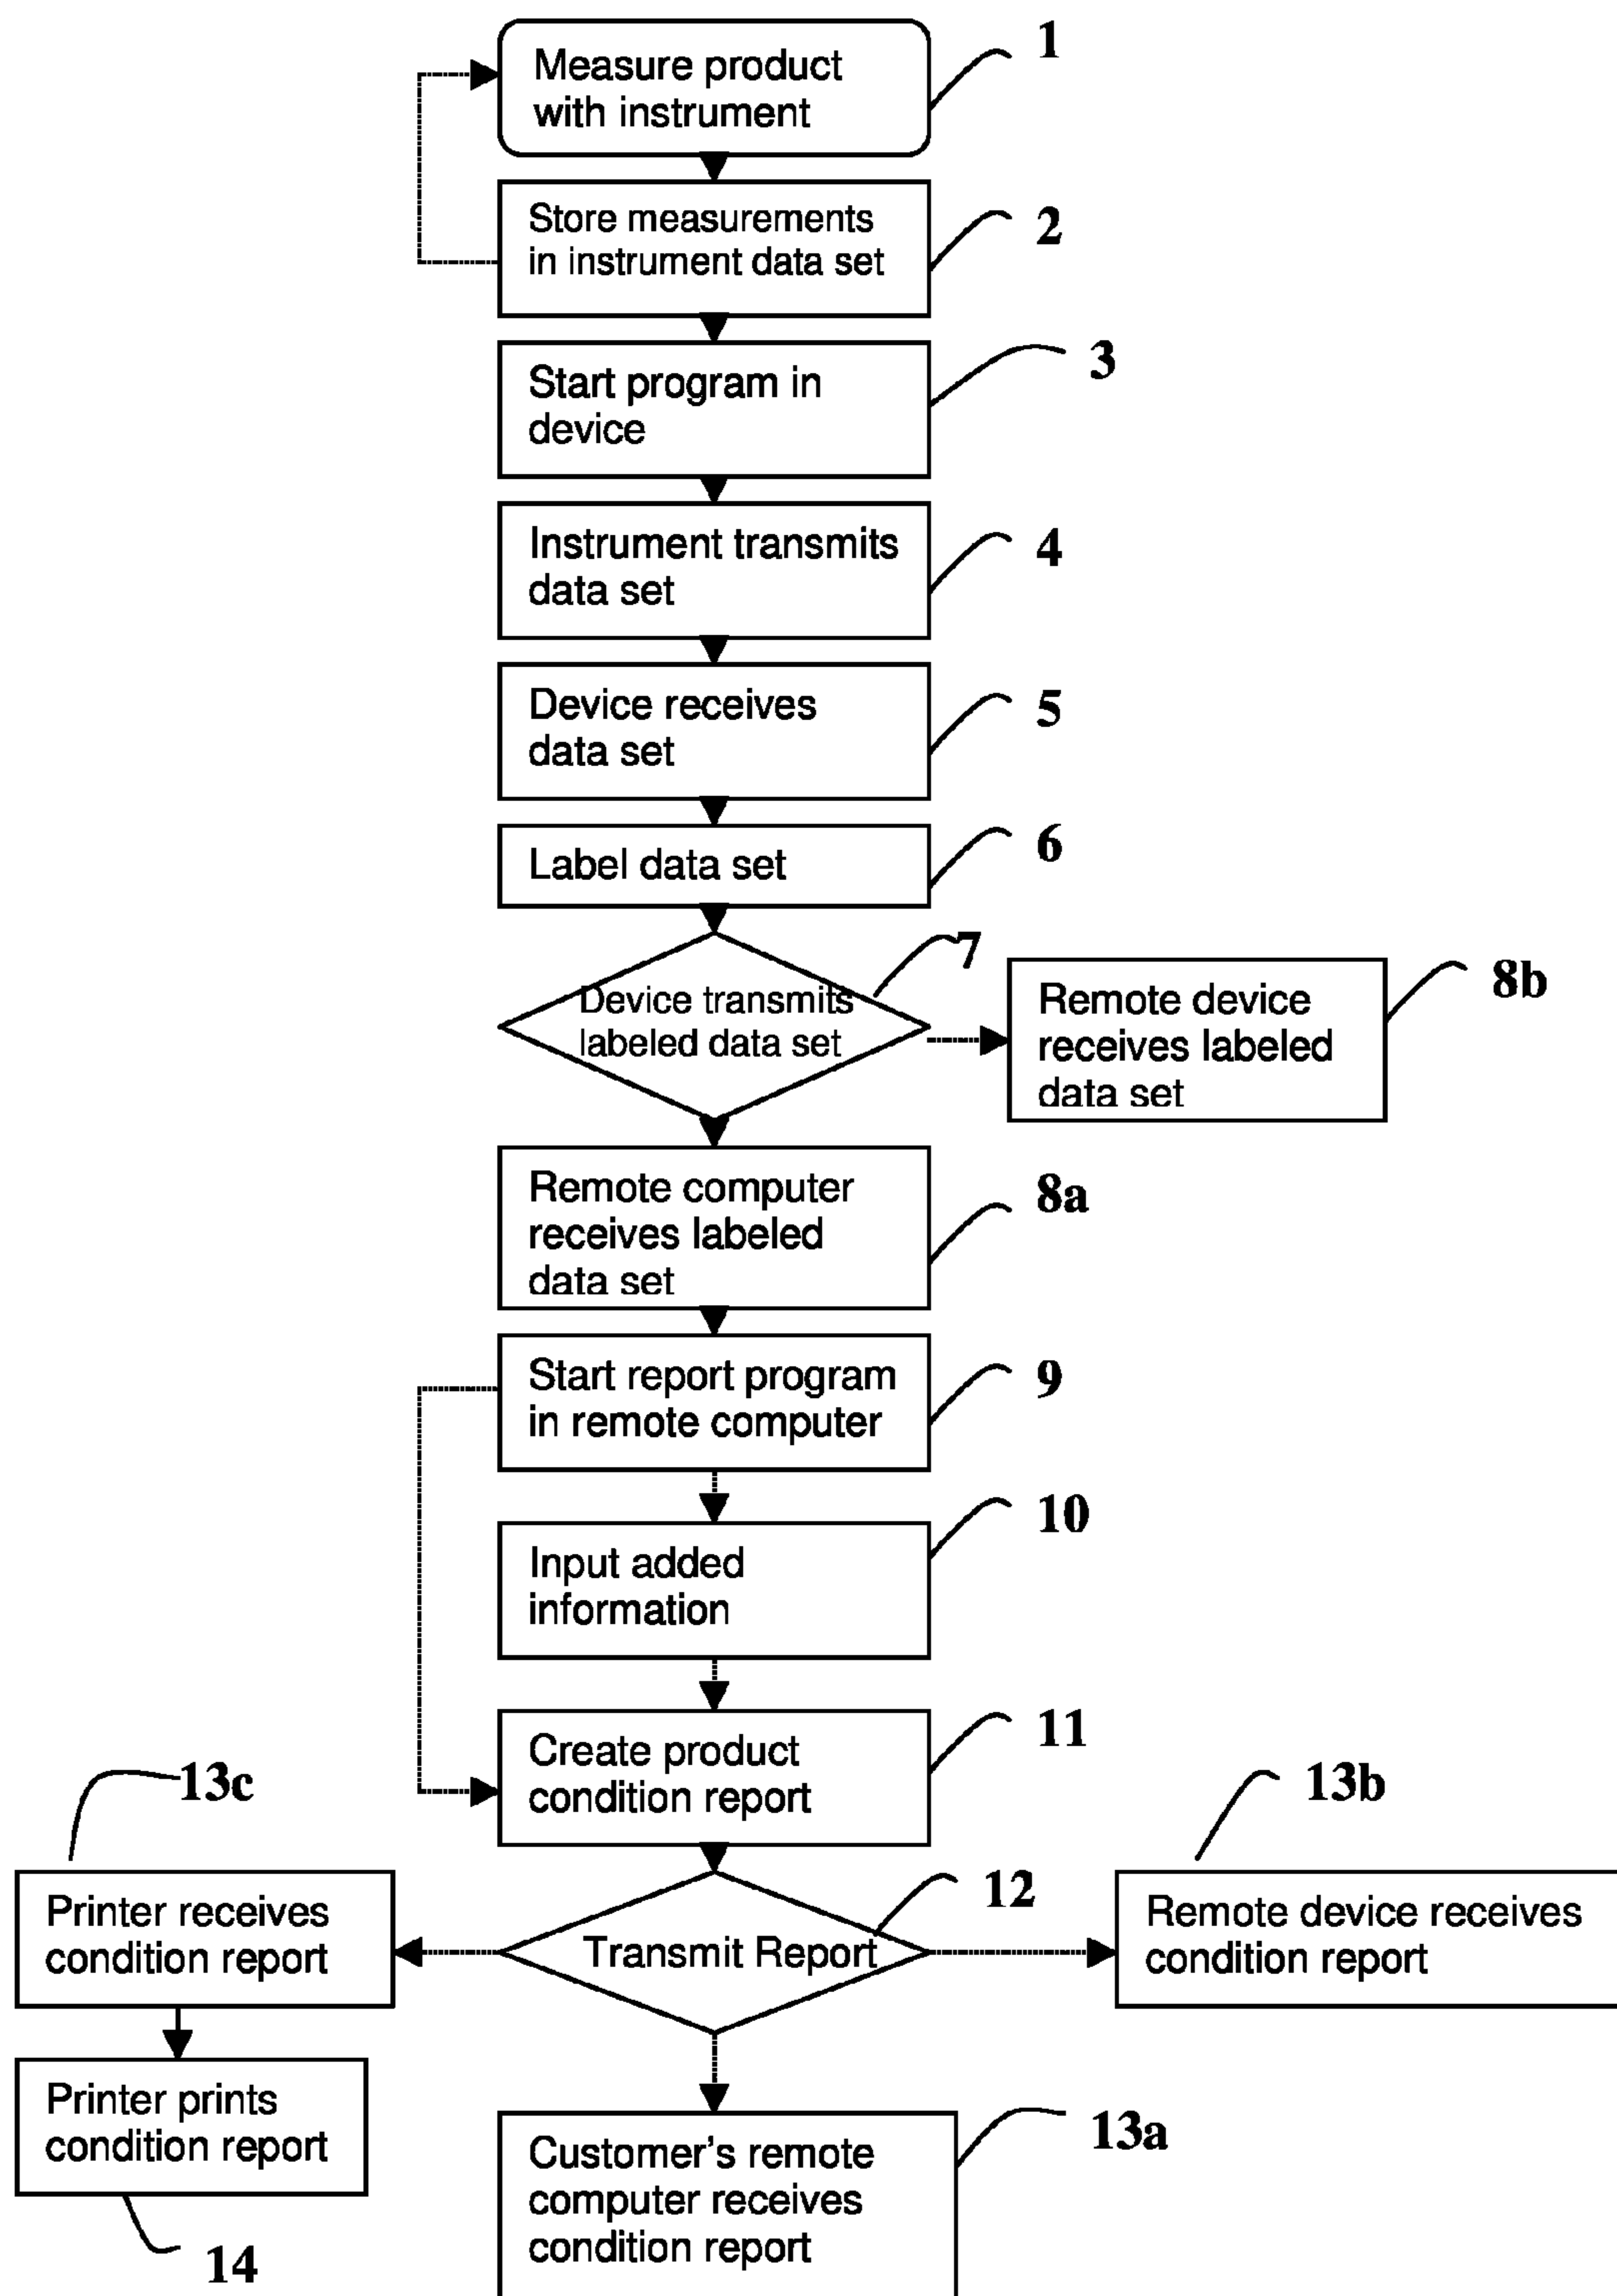 Measure product
with instrument
1
Store measurements
in instrument data set
2
Start program in
device
3
Instrument transmits
data set
4
Device receives
data set
5
Label data set
6
Device transmits
labeled data set
7
Remote device
receives labeled
data set
8b
Remote computer
receives labeled
data set
8a
Start report program
in remote computer
9
Input added
information
10
Create product
condition report
11
13c
13b
Printer receives
condition report
Transmit Report
12
Remote device receives
condition report
Printer prints
condition report
14
Customer's remote
computer receives
condition report
13a